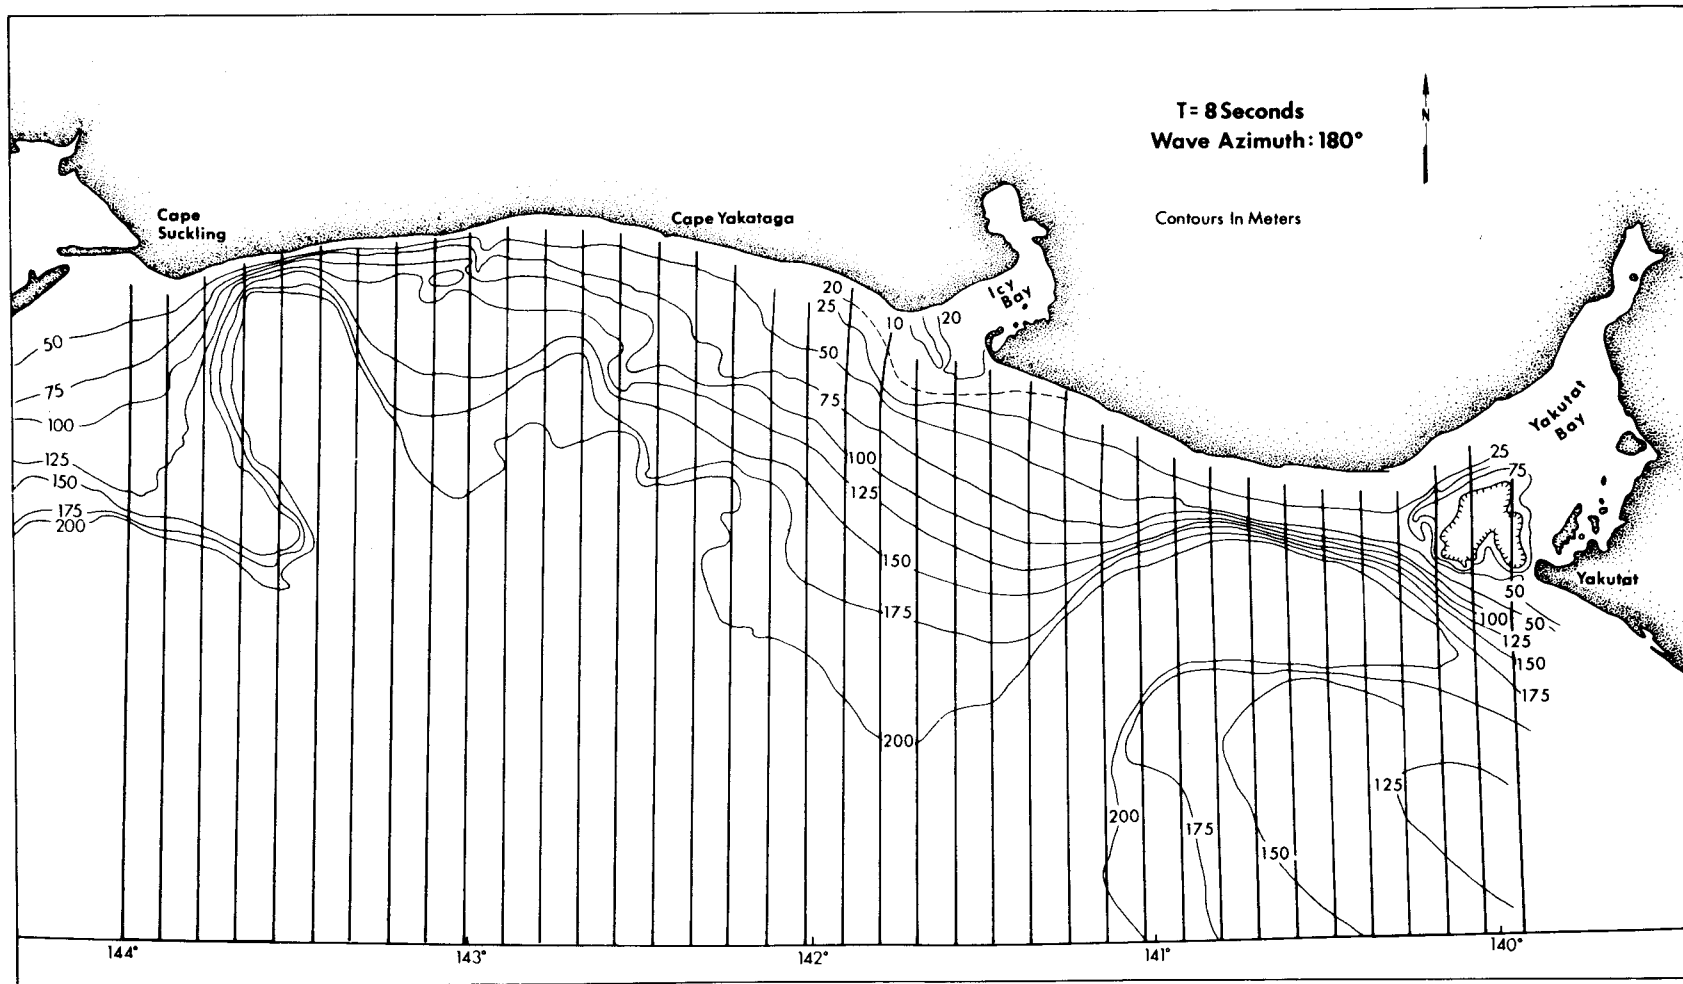 T= 8 Seconds
Wave Azimuth: 180°
N
Contours In Meters
Cape
Suckling
Cape Yakataga
Icy
Bay
Yakutat
Bay
Yakutat
50
75
100
125
150
175
200
20
25
10
20
50
75
100
125
150
175
200
25
75
50
100
50
125
150
175
200
175
150
125
144°
143°
142°
141°
140°